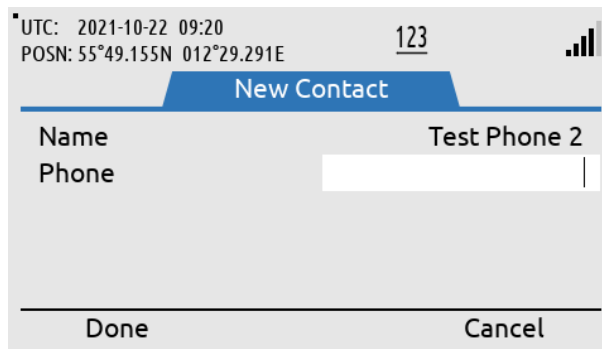 UTC: 2021-10-22 09:20
123
POSN: 55°49.155N 012°29.291E
New Contact
Name Test Phone 2
Phone
Done Cancel